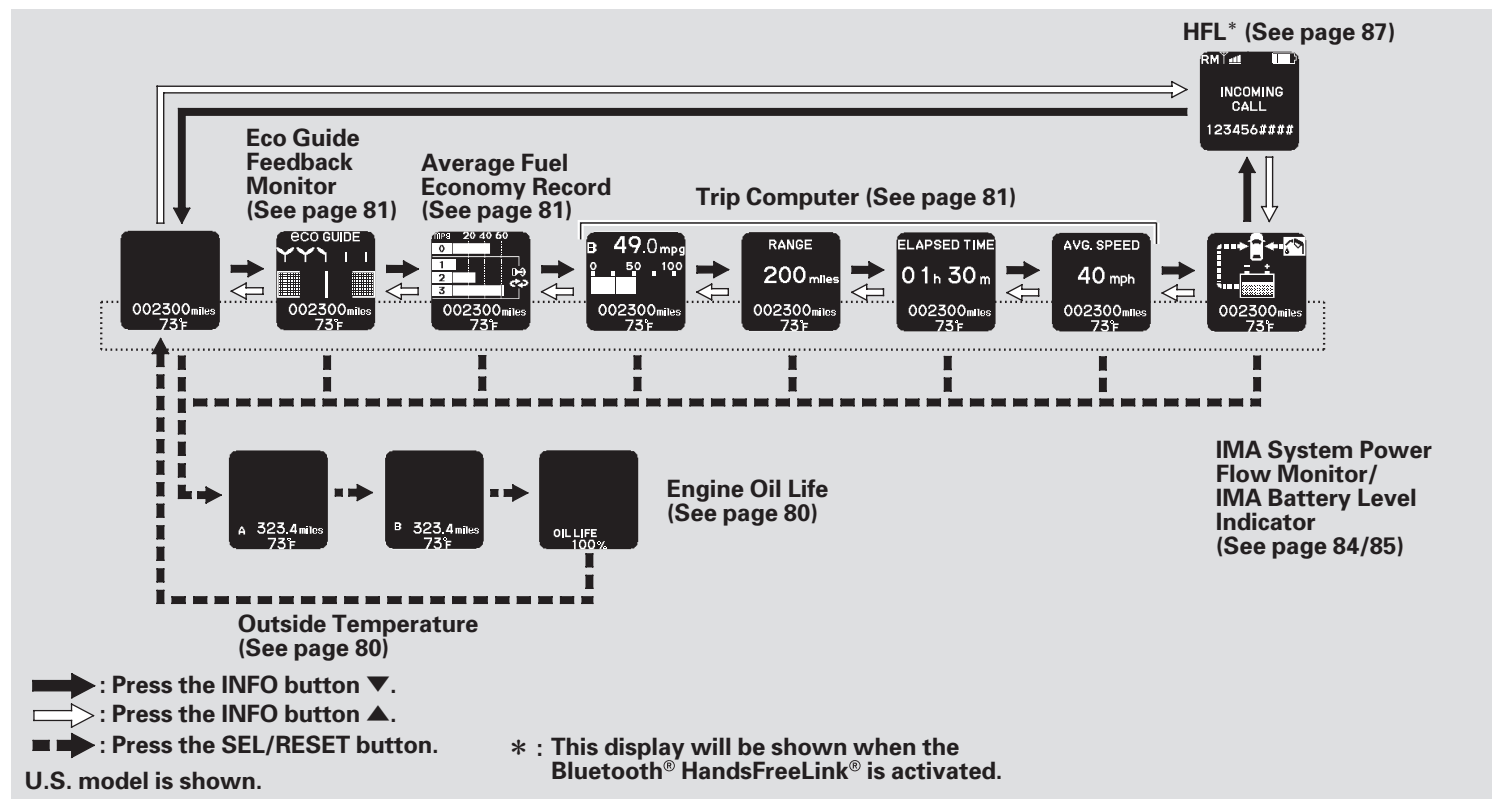 HFL* (See page 87)
RM
INCOMING
CALL
123456####
Eco Guide
Feedback
Monitor
(See page 81)
Average Fuel
Economy Record
(See page 81)
Trip Computer (See page 81)
002300miles
73°F
eco GUIDE
002300miles
73°F
mpg 20 40 60
0
1
2
3
002300miles
73°F
B 49.0mpg
0 50 100
002300miles
73°F
RANGE
200 miles
002300miles
73°F
ELAPSED TIME
01h 30m
002300miles
73°F
AVG. SPEED
40 mph
002300miles
73°F
- +
002300miles
73°F
A 323.4miles
73°F
B 323.4miles
73°F
OIL LIFE
100%
Engine Oil Life
(See page 80)
IMA System Power
Flow Monitor/
IMA Battery Level
Indicator
(See page 84/85)
Outside Temperature
(See page 80)
: Press the INFO button ▼.
: Press the INFO button ▲.
: Press the SEL/RESET button.
* : This display will be shown when the
Bluetooth® HandsFreeLink® is activated.
U.S. model is shown.